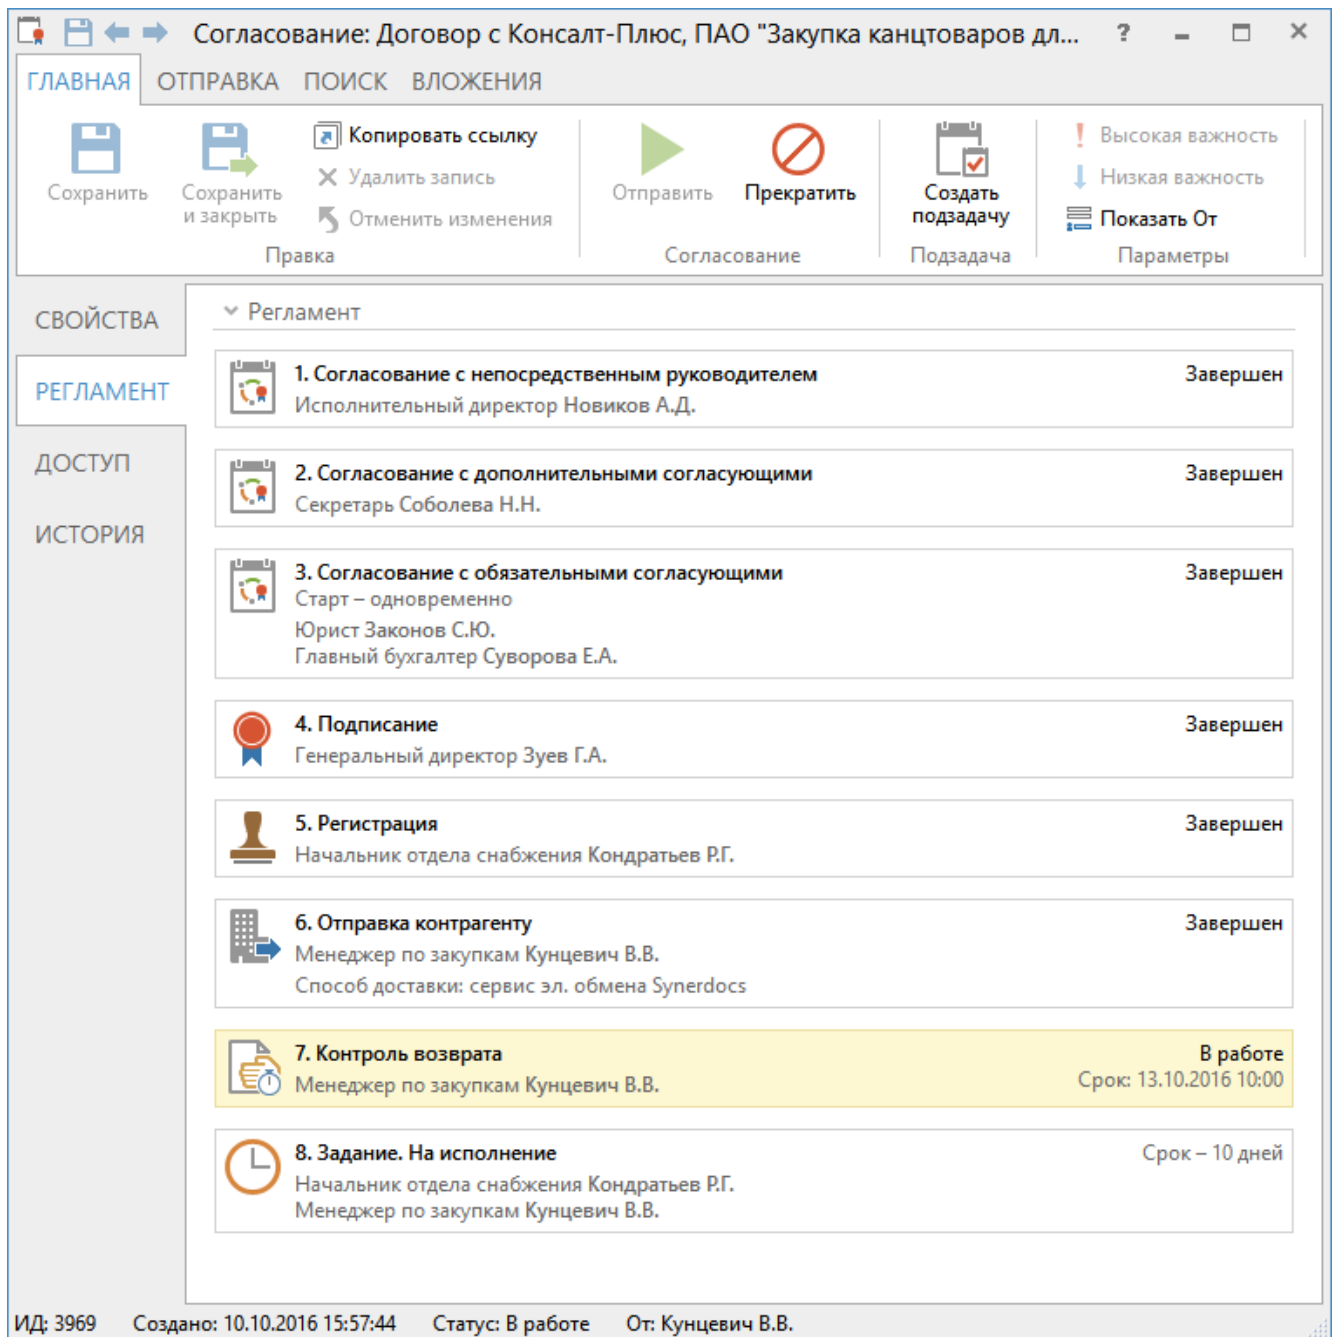 Согласование: Договор с Консалт-Плюс, ПАО "Закупка канцтоваров дл...
?
ГЛАВНАЯ ОТПРАВКА ПОИСК ВЛОЖЕНИЯ
Сохранить
Сохранить
и закрыть
Копировать ссылку
Удалить запись
Отменить изменения
Правка
Отправить
Прекратить
Согласование
Создать
подзадачу
Подзадача
Высокая важность
Низкая важность
Показать От
Параметры
СВОЙСТВА
РЕГЛАМЕНТ
ДОСТУП
ИСТОРИЯ
Регламент
1. Согласование с непосредственным руководителем Завершен
Исполнительный директор Новиков А.Д.
2. Согласование с дополнительными согласующими Завершен
Секретарь Соболева Н.Н.
3. Согласование с обязательными согласующими Завершен
Старт – одновременно
Юрист Законов С.Ю.
Главный бухгалтер Суворова Е.А.
4. Подписание Завершен
Генеральный директор Зуев Г.А.
5. Регистрация Завершен
Начальник отдела снабжения Кондратьев Р.Г.
6. Отправка контрагенту Завершен
Менеджер по закупкам Кунцевич В.В.
Способ доставки: сервис эл. обмена Synerdocs
7. Контроль возврата В работе
Менеджер по закупкам Кунцевич В.В. Срок: 13.10.2016 10:00
8. Задание. На исполнение Срок – 10 дней
Начальник отдела снабжения Кондратьев Р.Г.
Менеджер по закупкам Кунцевич В.В.
ИД: 3969 Создано: 10.10.2016 15:57:44 Статус: В работе От: Кунцевич В.В.